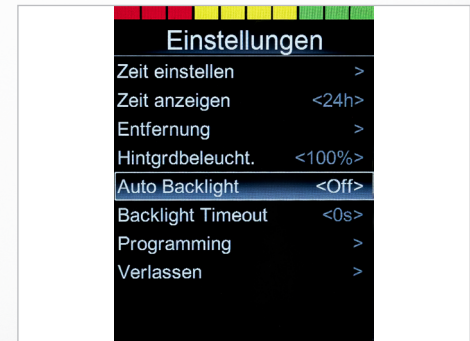 Einstellungen
Zeit einstellen >
Zeit anzeigen <24h>
Entfernung >
Hintgrdbeleucht. <100%>
Auto Backlight <Off>
Backlight Timeout <0s>
Programming >
Verlassen >